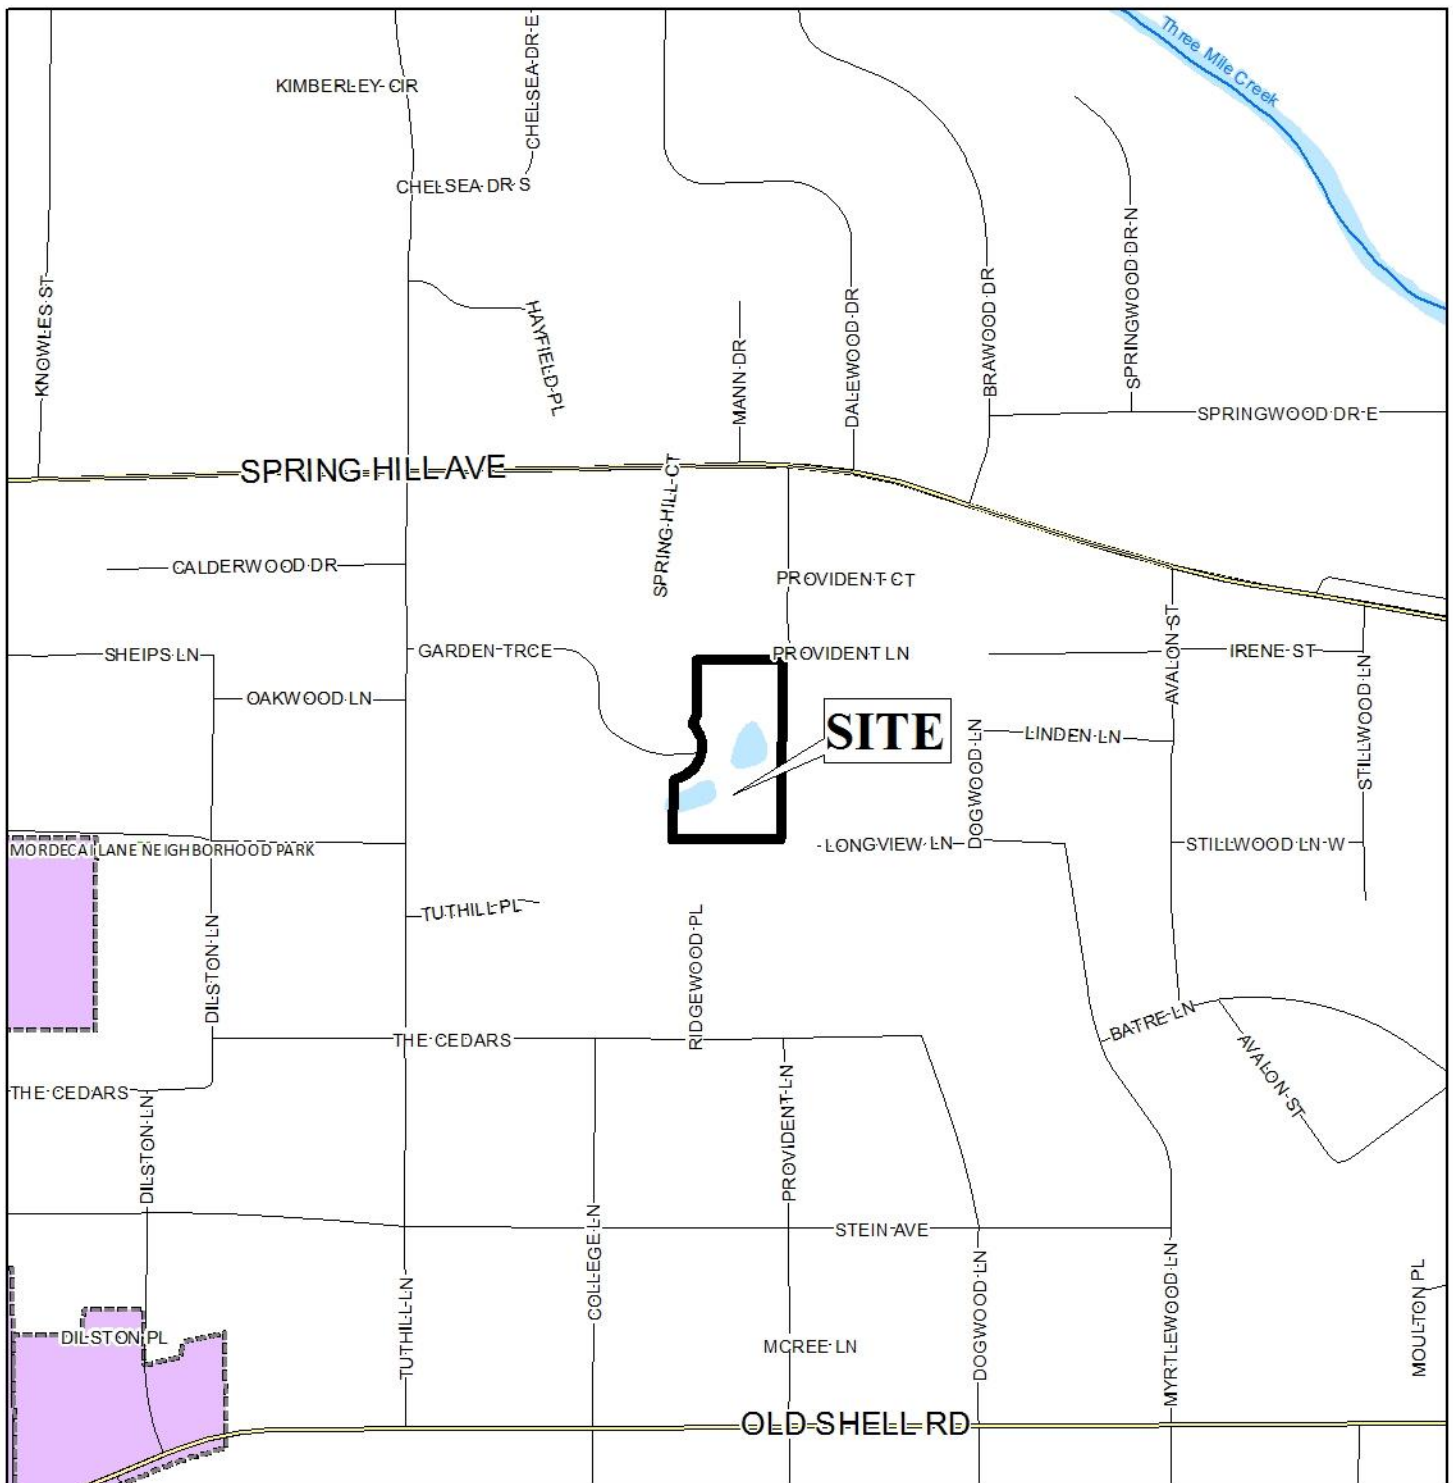 Three Mile Creek
CHELSEA DR E
KIMBERLEY CIR
CHELSEA DR S
KNOWLES ST
HAYFIELD PL
MANN DR
DALEWOOD DR
BRAWOOD DR
SPRINGWOOD DR N
SPRINGWOOD DR E
SPRING HILL AVE
SPRING HILL CT
CALDERWOOD DR
PROVIDENT CT
AVALON ST
SHEIPS LN
GARDEN TRCE
PROVIDENT LN
IRENE ST
STILLWOOD LN
OAKWOOD LN
SITE
DOGWOOD LN
LINDEN LN
MORDECAI LANE NEIGHBORHOOD PARK
LONGVIEW LN
STILLWOOD LN W
TUTHILL PL
DILSTON LN
RIDGEWOOD PL
THE CEDARS
BATRE LN
AVALON ST
THE CEDARS
DILSTON LN
PROVIDENT LN
COLLEGE LN
STEIN AVE
TUTHILL LN
DOGWOOD LN
MYRTLEWOOD LN
MOULTON PL
DILSTON PL
MCREE LN
OLD SHELL RD